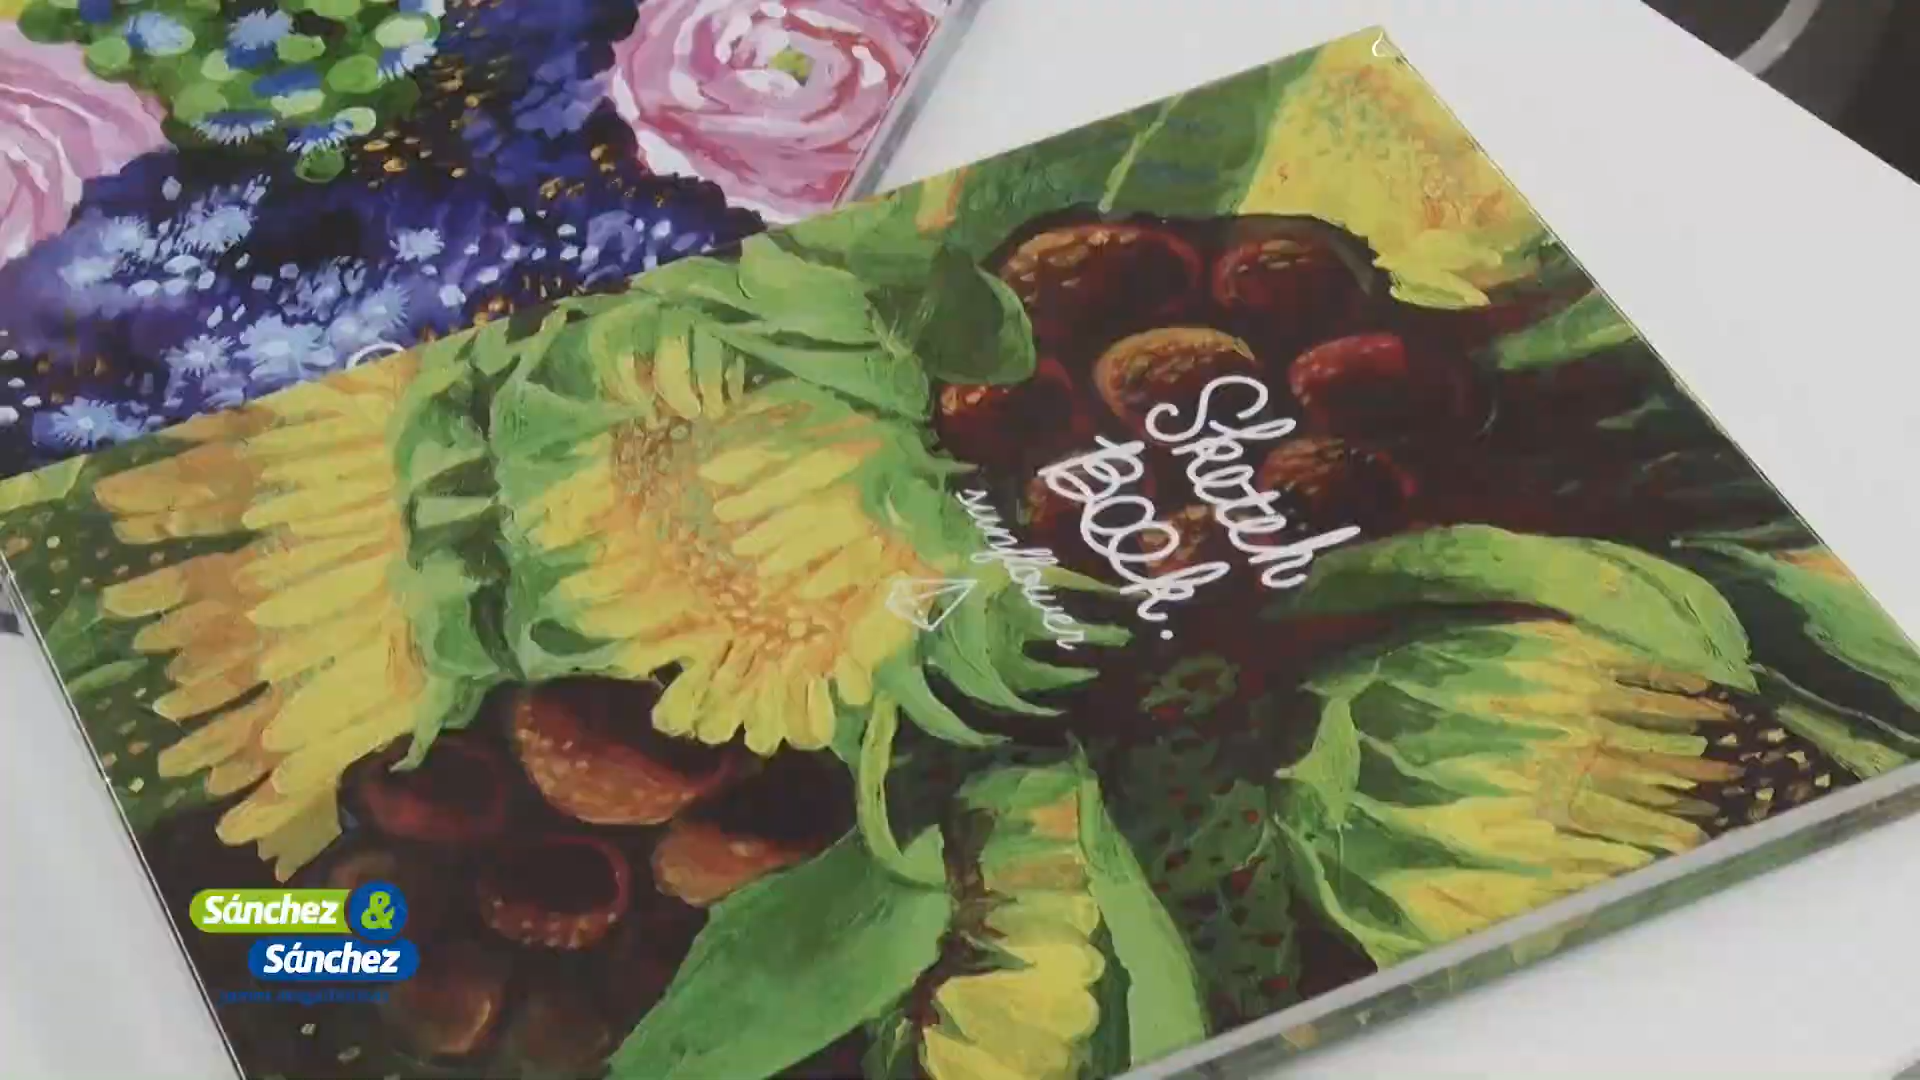 Sketch
Book.
sunflower
Sánchez &
Sánchez